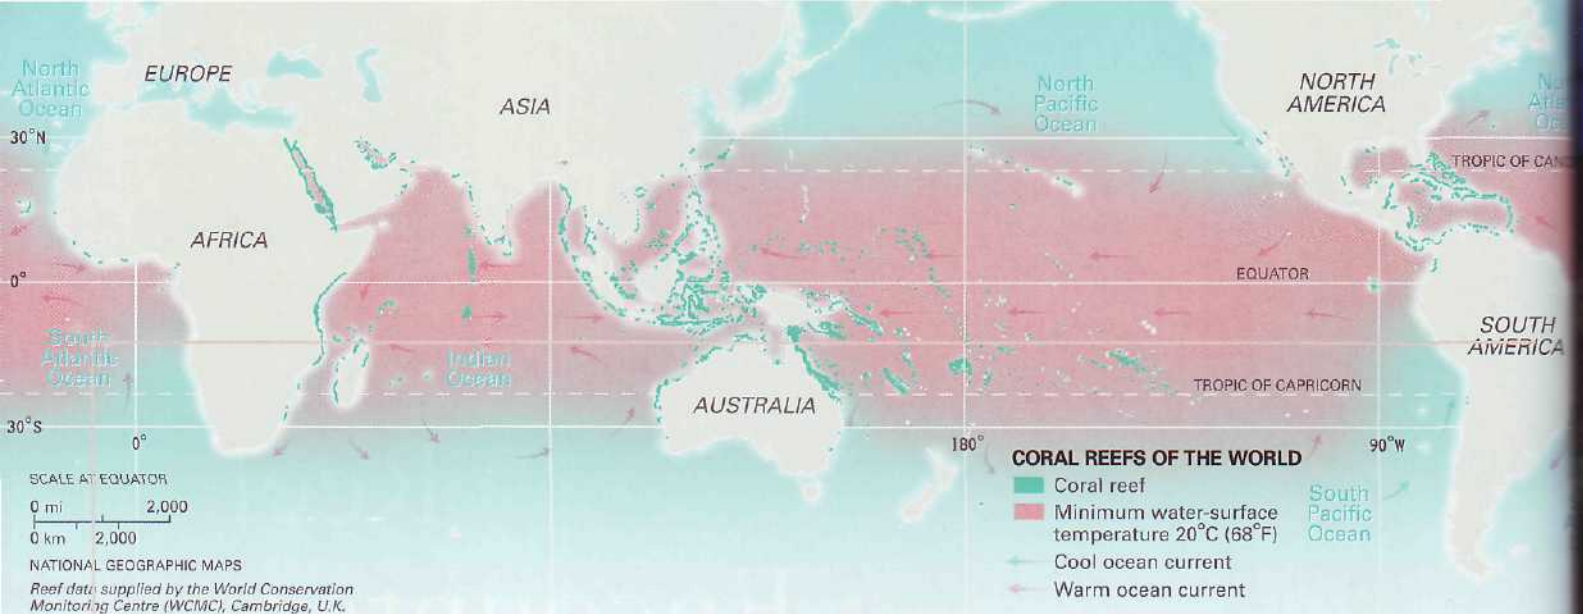 North
Atlantic
Ocean
EUROPE
ASIA
North
Pacific
Ocean
NORTH
AMERICA
30°N
TROPIC OF CANC
AFRICA
0°
EQUATOR
South
Atlantic
Ocean
Indian
Ocean
SOUTH
AMERICA
TROPIC OF CAPRICORN
AUSTRALIA
30°S
0°
180°
90°W
CORAL REEFS OF THE WORLD
Coral reef
Minimum water-surface
temperature 20°C (68°F)
Cool ocean current
Warm ocean current
South
Pacific
Ocean
SCALE AT EQUATOR
0 mi 2,000
0 km 2,000
NATIONAL GEOGRAPHIC MAPS
Reef data supplied by the World Conservation
Monitoring Centre (WCMC), Cambridge, U.K.